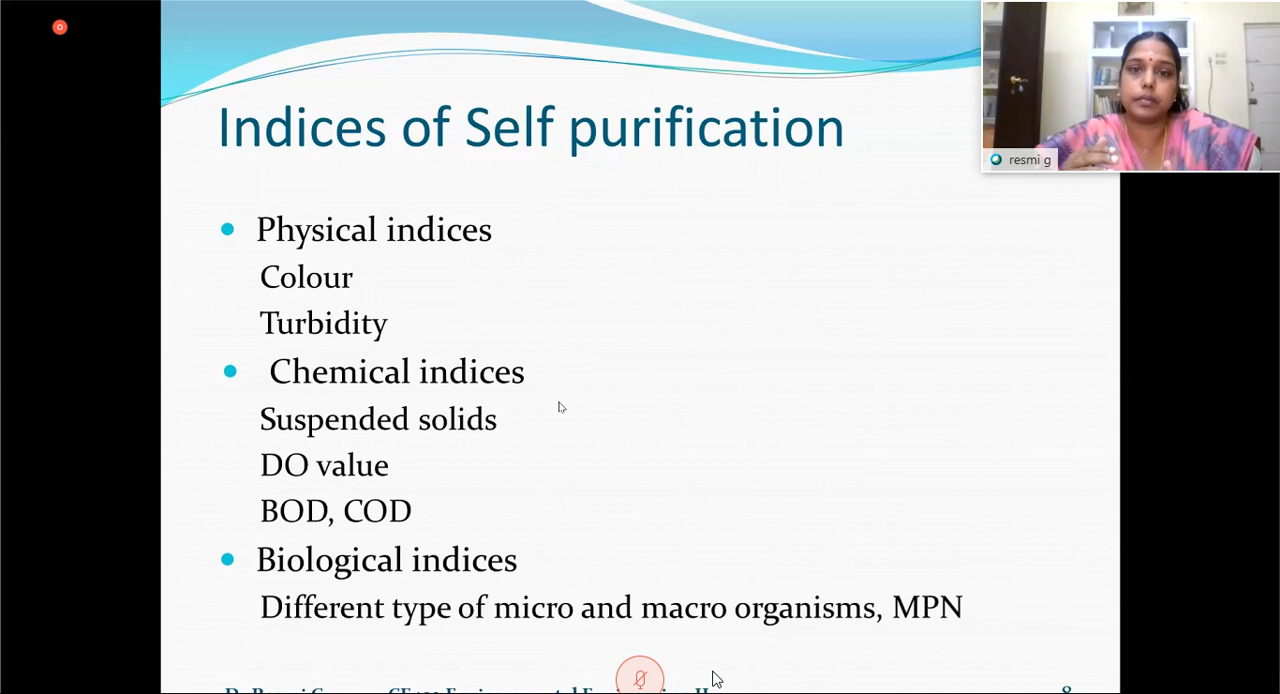 Indices of Self purification
resmi g
Physical indices
Colour
Turbidity
Chemical indices
Suspended solids
DO value
BOD, COD
Biological indices
Different type of micro and macro organisms, MPN